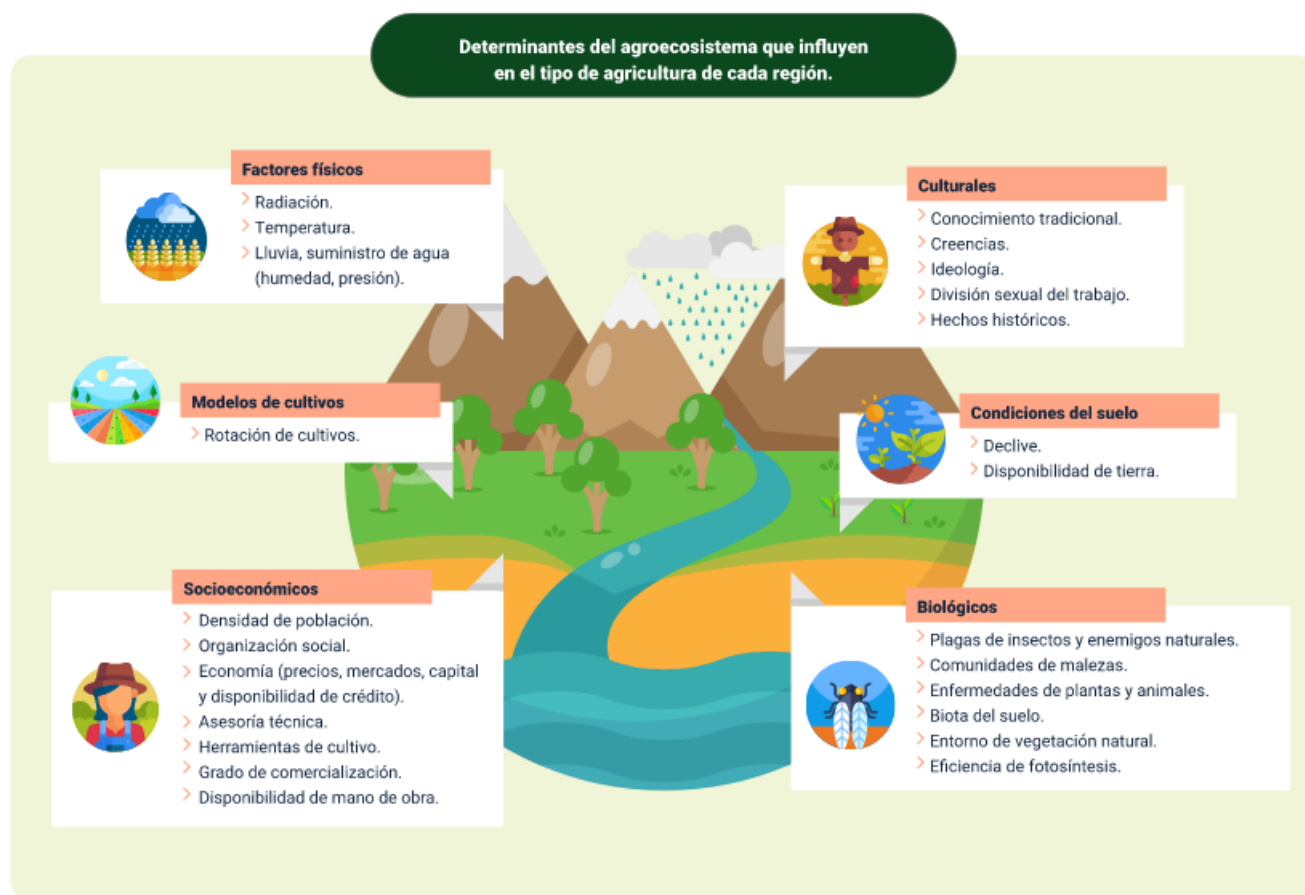 Determinantes del agroecosistema que influyen
en el tipo de agricultura de cada región.
Factores físicos
Radiación.
Temperatura.
Lluvia, suministro de agua
(humedad, presión).
Culturales
Conocimiento tradicional.
Creencias.
Ideología.
División sexual del trabajo.
Hechos históricos.
Modelos de cultivos
Rotación de cultivos.
Condiciones del suelo
Declive.
Disponibilidad de tierra.
Socioeconómicos
Densidad de población.
Organización social.
Economía (precios, mercados, capital
y disponibilidad de crédito).
Asesoría técnica.
Herramientas de cultivo.
Grado de comercialización.
Disponibilidad de mano de obra.
Biológicos
Plagas de insectos y enemigos naturales.
Comunidades de malezas.
Enfermedades de plantas y animales.
Biota del suelo.
Entorno de vegetación natural.
Eficiencia de fotosíntesis.